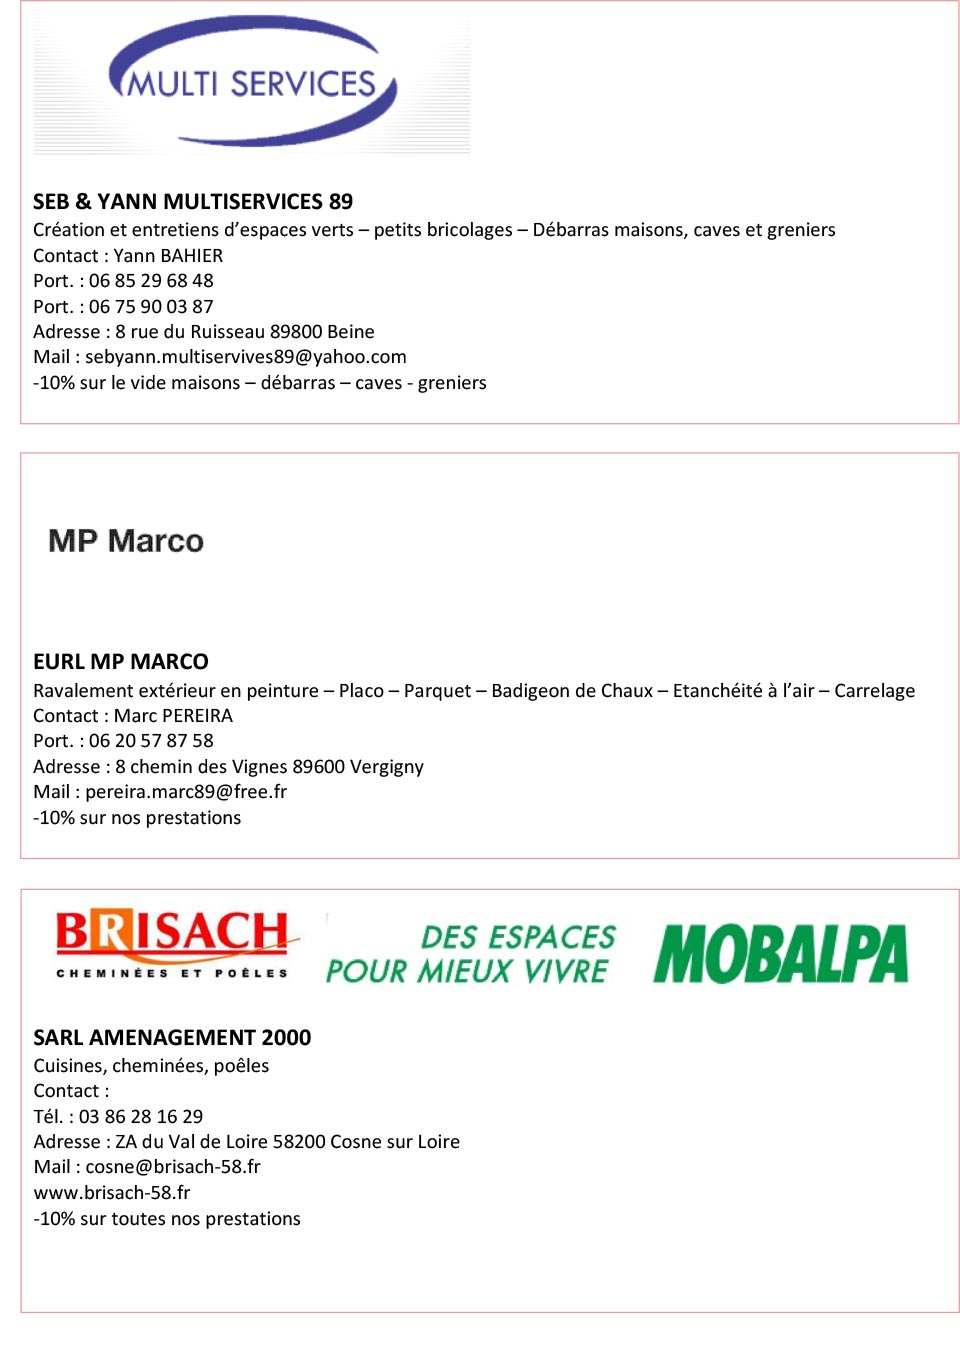 MULTI SERVICES
SEB & YANN MULTISERVICES 89
Création et entretiens d’espaces verts – petits bricolages – Débarras maisons, caves et greniers
Contact : Yann BAHIER
Port. : 06 85 29 68 48
Port. : 06 75 90 03 87
Adresse : 8 rue du Ruisseau 89800 Beine
Mail : sebyann.multiservives89@yahoo.com
-10% sur le vide maisons – débarras – caves - greniers
MP Marco
EURL MP MARCO
Ravalement extérieur en peinture – Placo – Parquet – Badigeon de Chaux – Etanchéité à l’air – Carrelage
Contact : Marc PEREIRA
Port. : 06 20 57 87 58
Adresse : 8 chemin des Vignes 89600 Vergigny
Mail : pereira.marc89@free.fr
-10% sur nos prestations
BRISACH
CHEMINÉES ET POÊLES
DES ESPACES
POUR MIEUX VIVRE
MOBALPA
SARL AMENAGEMENT 2000
Cuisines, cheminées, poêles
Contact :
Tél. : 03 86 28 16 29
Adresse : ZA du Val de Loire 58200 Cosne sur Loire
Mail : cosne@brisach-58.fr
www.brisach-58.fr
-10% sur toutes nos prestations